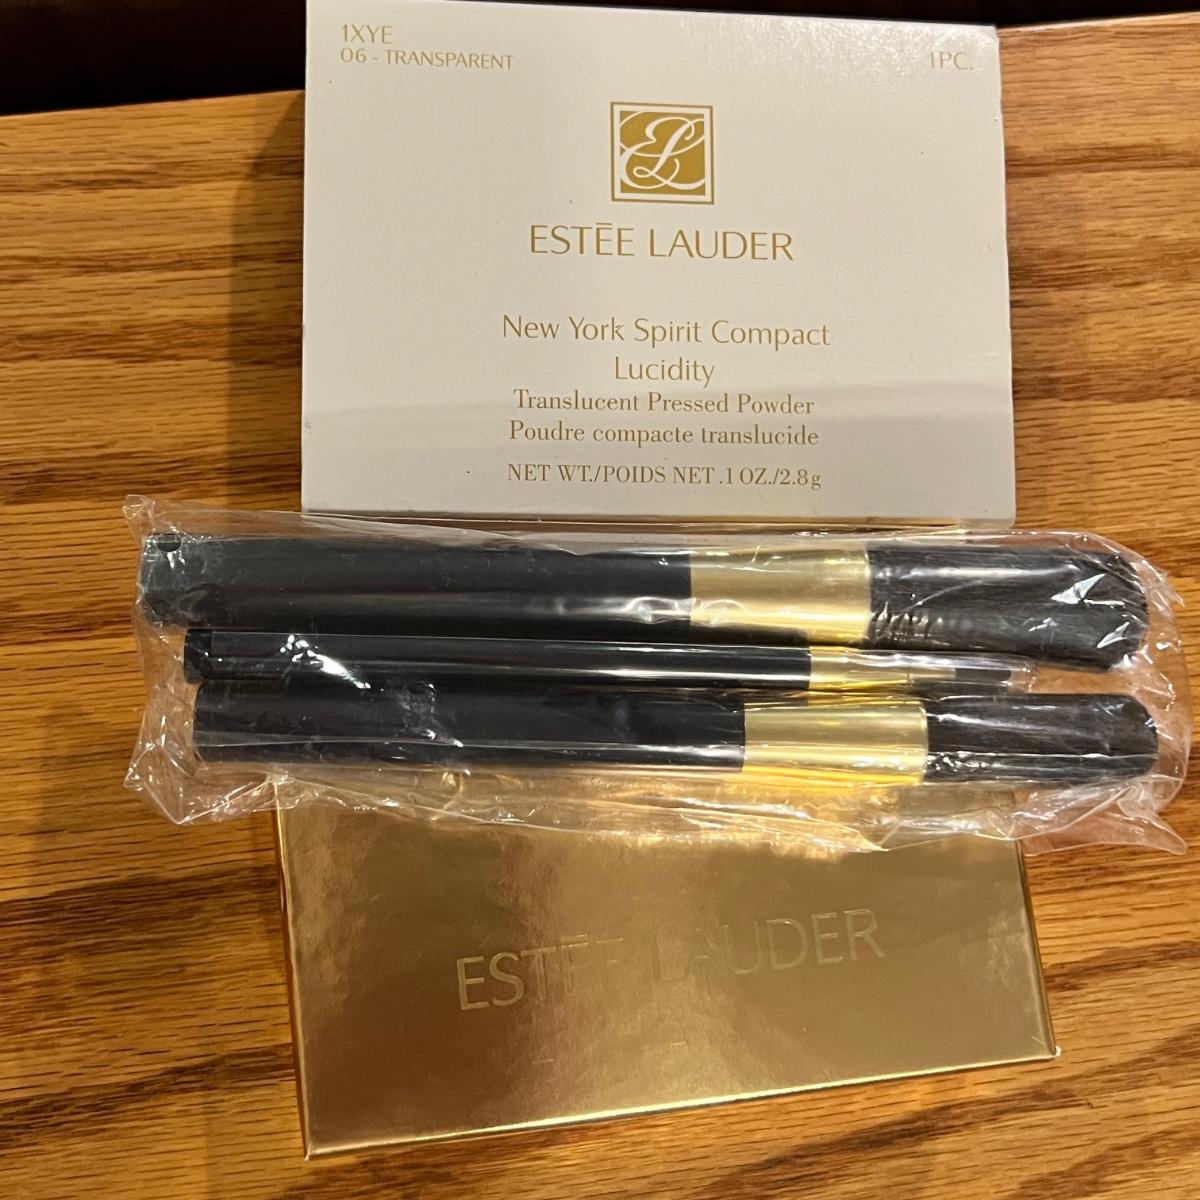 1XYE
06 - TRANSPARENT
1PC.
EL
ESTĒE LAUDER
New York Spirit Compact
Lucidity
Translucent Pressed Powder
Poudre compacte translucide
NET WT./POIDS NET .1 OZ./2.8g
ESTĒE LAUDER